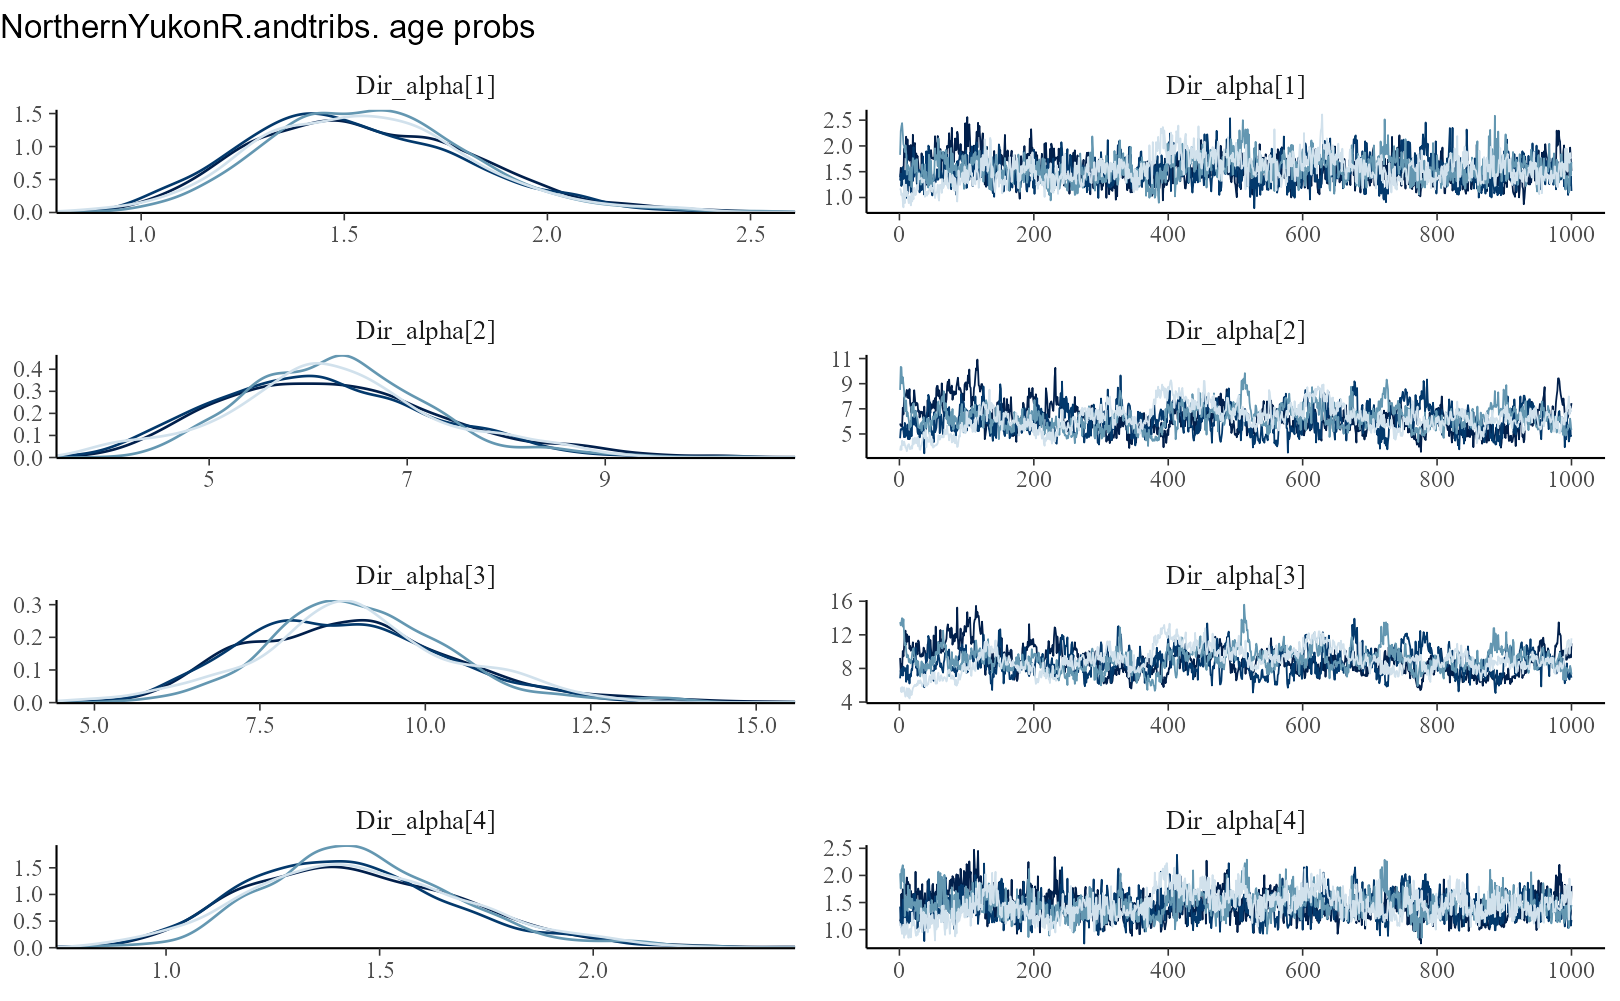 NorthernYukonR.andtribs. age probs
Dir_alpha[1] Dir_alpha[1]
1.5 2.5
1.0 2.0
0.5 1.5
0.0 1.0
1.0 1.5 2.0 2.5 0 200 400 600 800 1000
Dir_alpha[2] Dir_alpha[2]
0.4 11
0.3 9
0.2 7
0.1 5
0.0
5 7 9 0 200 400 600 800 1000
Dir_alpha[3] Dir_alpha[3]
0.3 16
0.2 12
0.1 8
0.0 4
5.0 7.5 10.0 12.5 15.0 0 200 400 600 800 1000
Dir_alpha[4] Dir_alpha[4]
1.5 2.5
1.0 2.0
0.5 1.5
0.0 1.0
1.0 1.5 2.0 0 200 400 600 800 1000